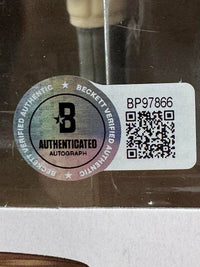 BECKETT VERIFIED AUTHENTIC
BECKETT VERIFIED AUTHENTIC
B
AUTHENTICATED
AUTOGRAPH
BP97866